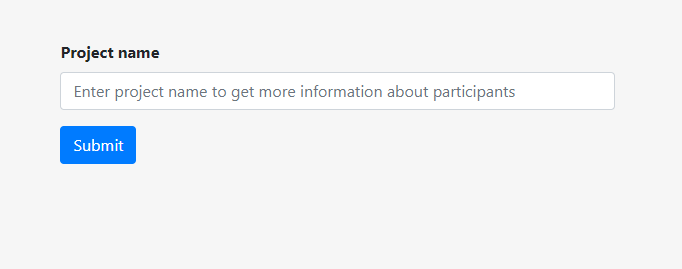 Project name
Enter project name to get more information about participants
Submit